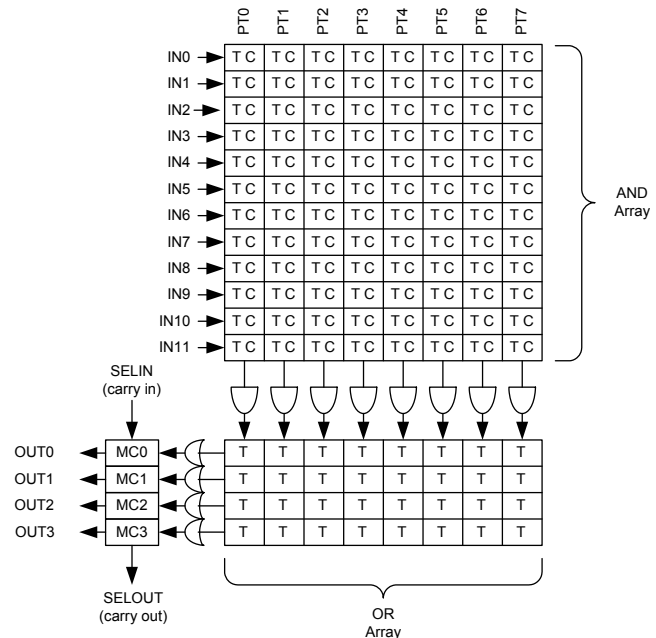 PT0 PT1 PT2 PT3 PT4 PT5 PT6 PT7
IN0 T C T C T C T C T C T C T C T C
IN1 T C T C T C T C T C T C T C T C
IN2 T C T C T C T C T C T C T C T C
IN3 T C T C T C T C T C T C T C T C
IN4 T C T C T C T C T C T C T C T C
IN5 T C T C T C T C T C T C T C T C
AND
Array
IN6 T C T C T C T C T C T C T C T C
IN7 T C T C T C T C T C T C T C T C
IN8 T C T C T C T C T C T C T C T C
IN9 T C T C T C T C T C T C T C T C
IN10 T C T C T C T C T C T C T C T C
IN11 T C T C T C T C T C T C T C T C
SELIN
(carry in)
OUT0 MC0 T T T T T T T T
OUT1 MC1 T T T T T T T T
OUT2 MC2 T T T T T T T T
OUT3 MC3 T T T T T T T T
SELOUT
(carry out)
OR
Array